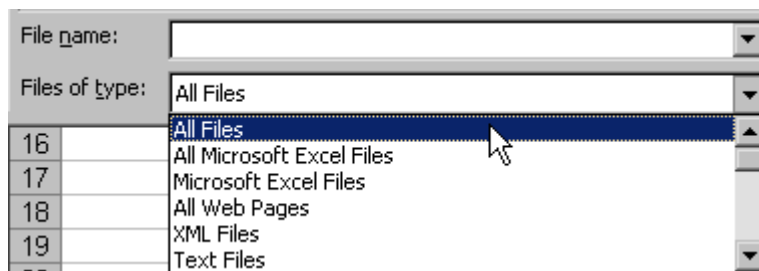 File name:
Files of type: All Files
All Files
16 All Microsoft Excel Files
17 Microsoft Excel Files
18 All Web Pages
19 XML Files
Text Files